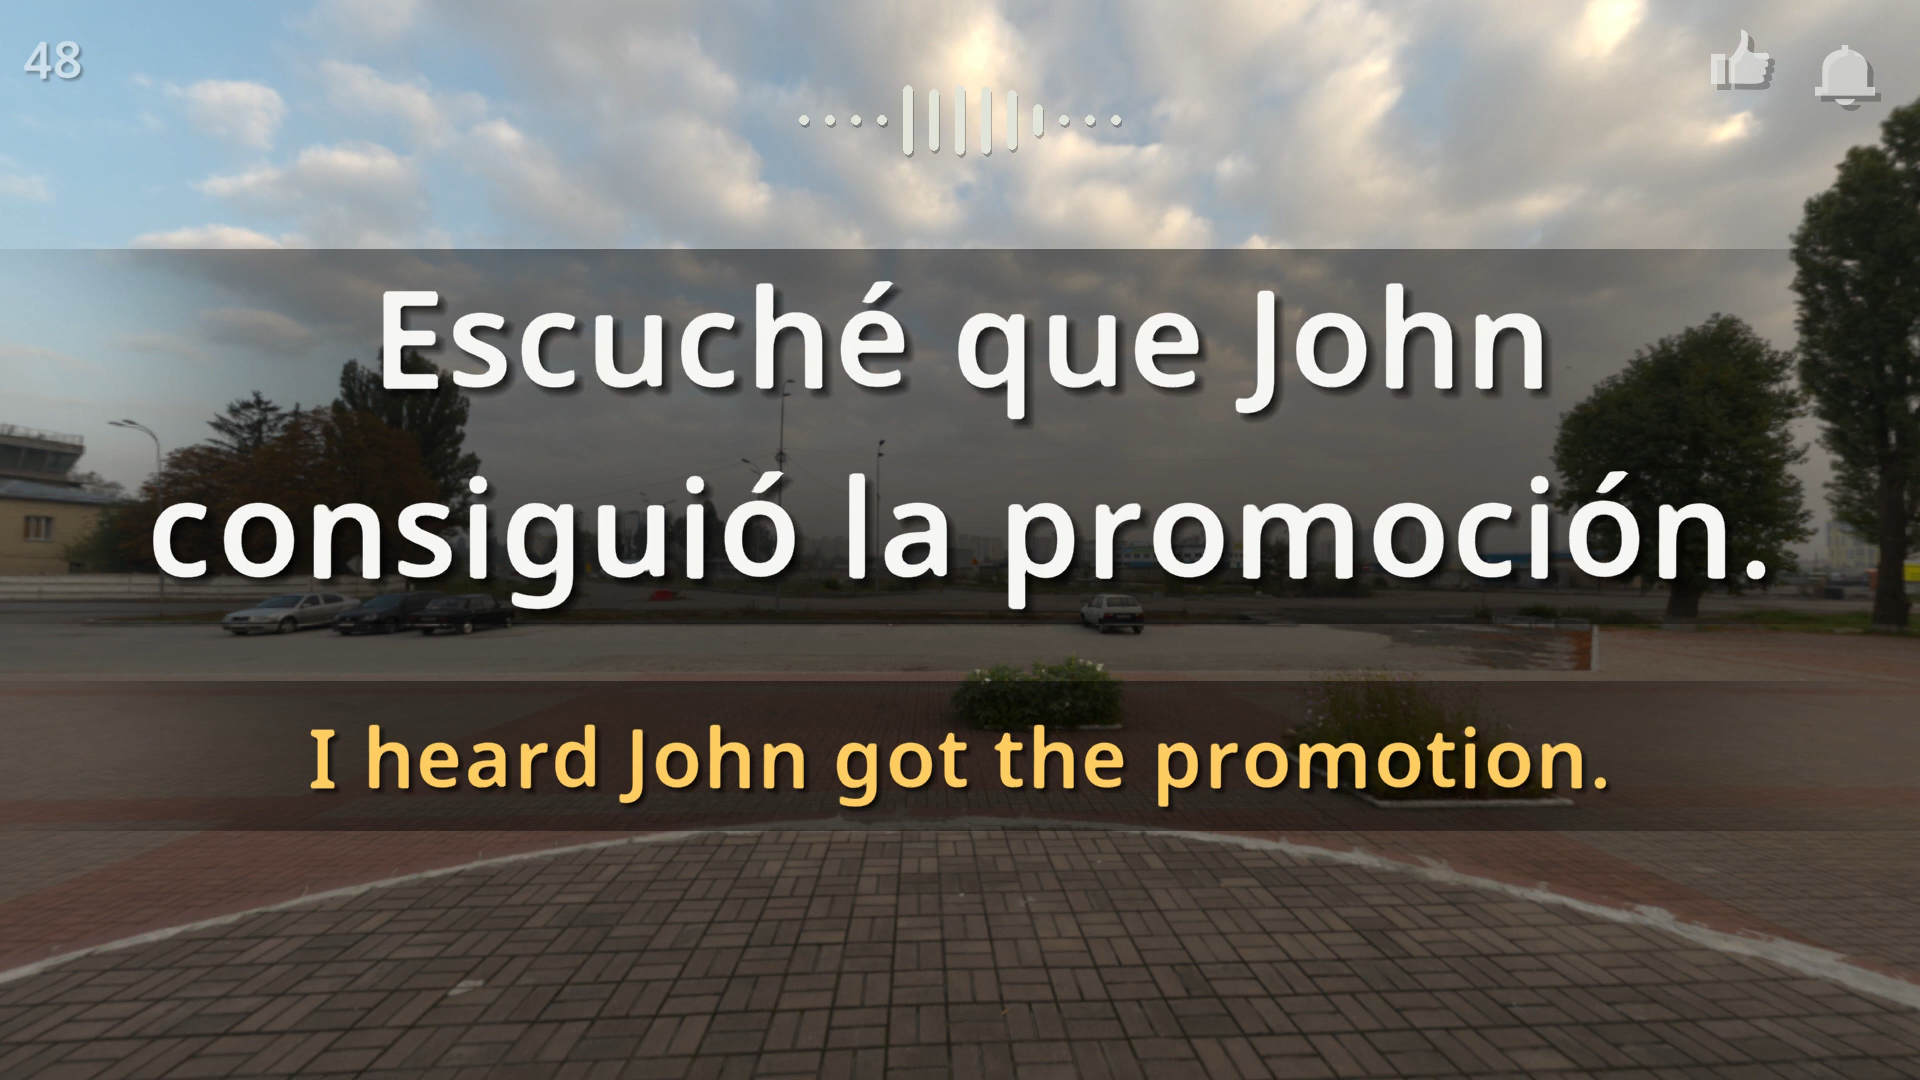 48
Escuché que John
consiguió la promoción.
I heard John got the promotion.